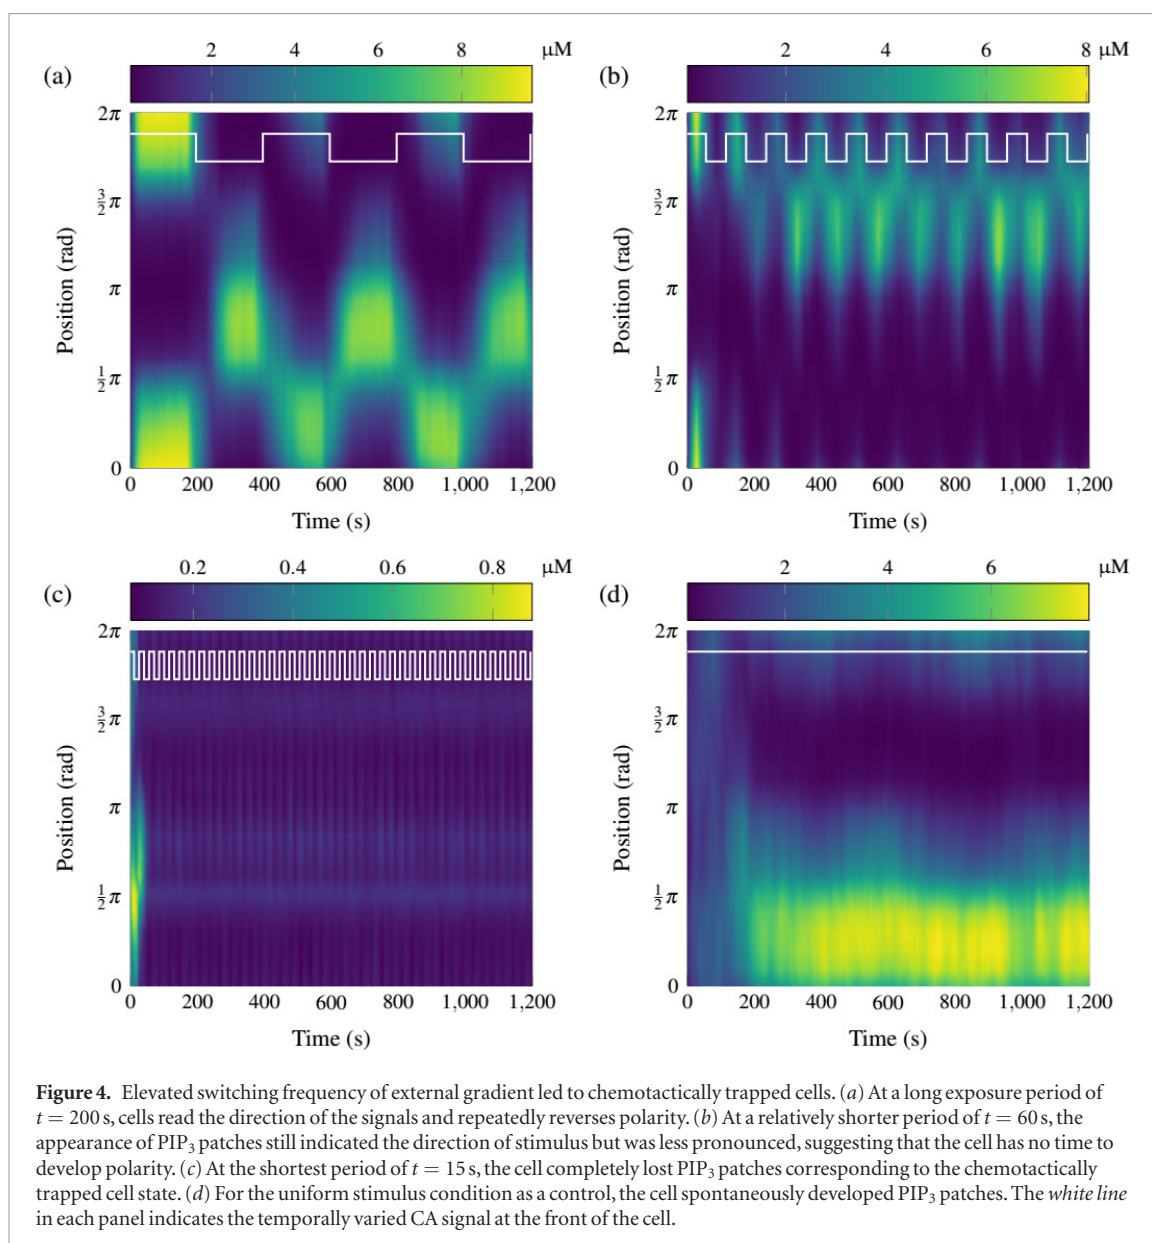 2 4 6 8 μM
(a)
2π
3/2 π
π
1/2 π
0
Position (rad)
0 200 400 600 800 1,000 1,200
Time (s)
2 4 6 8 μM
(b)
2π
3/2 π
π
1/2 π
0
Position (rad)
0 200 400 600 800 1,000 1,200
Time (s)
0.2 0.4 0.6 0.8 μM
(c)
2π
3/2 π
π
1/2 π
0
Position (rad)
0 200 400 600 800 1,000 1,200
Time (s)
2 4 6 μM
(d)
2π
3/2 π
π
1/2 π
0
Position (rad)
0 200 400 600 800 1,000 1,200
Time (s)
Figure 4. Elevated switching frequency of external gradient led to chemotactically trapped cells. (a) At a long exposure period of
t = 200 s, cells read the direction of the signals and repeatedly reverses polarity. (b) At a relatively shorter period of t = 60 s, the
appearance of PIP₃ patches still indicated the direction of stimulus but was less pronounced, suggesting that the cell has no time to
develop polarity. (c) At the shortest period of t = 15 s, the cell completely lost PIP₃ patches corresponding to the chemotactically
trapped cell state. (d) For the uniform stimulus condition as a control, the cell spontaneously developed PIP₃ patches. The white line
in each panel indicates the temporally varied CA signal at the front of the cell.